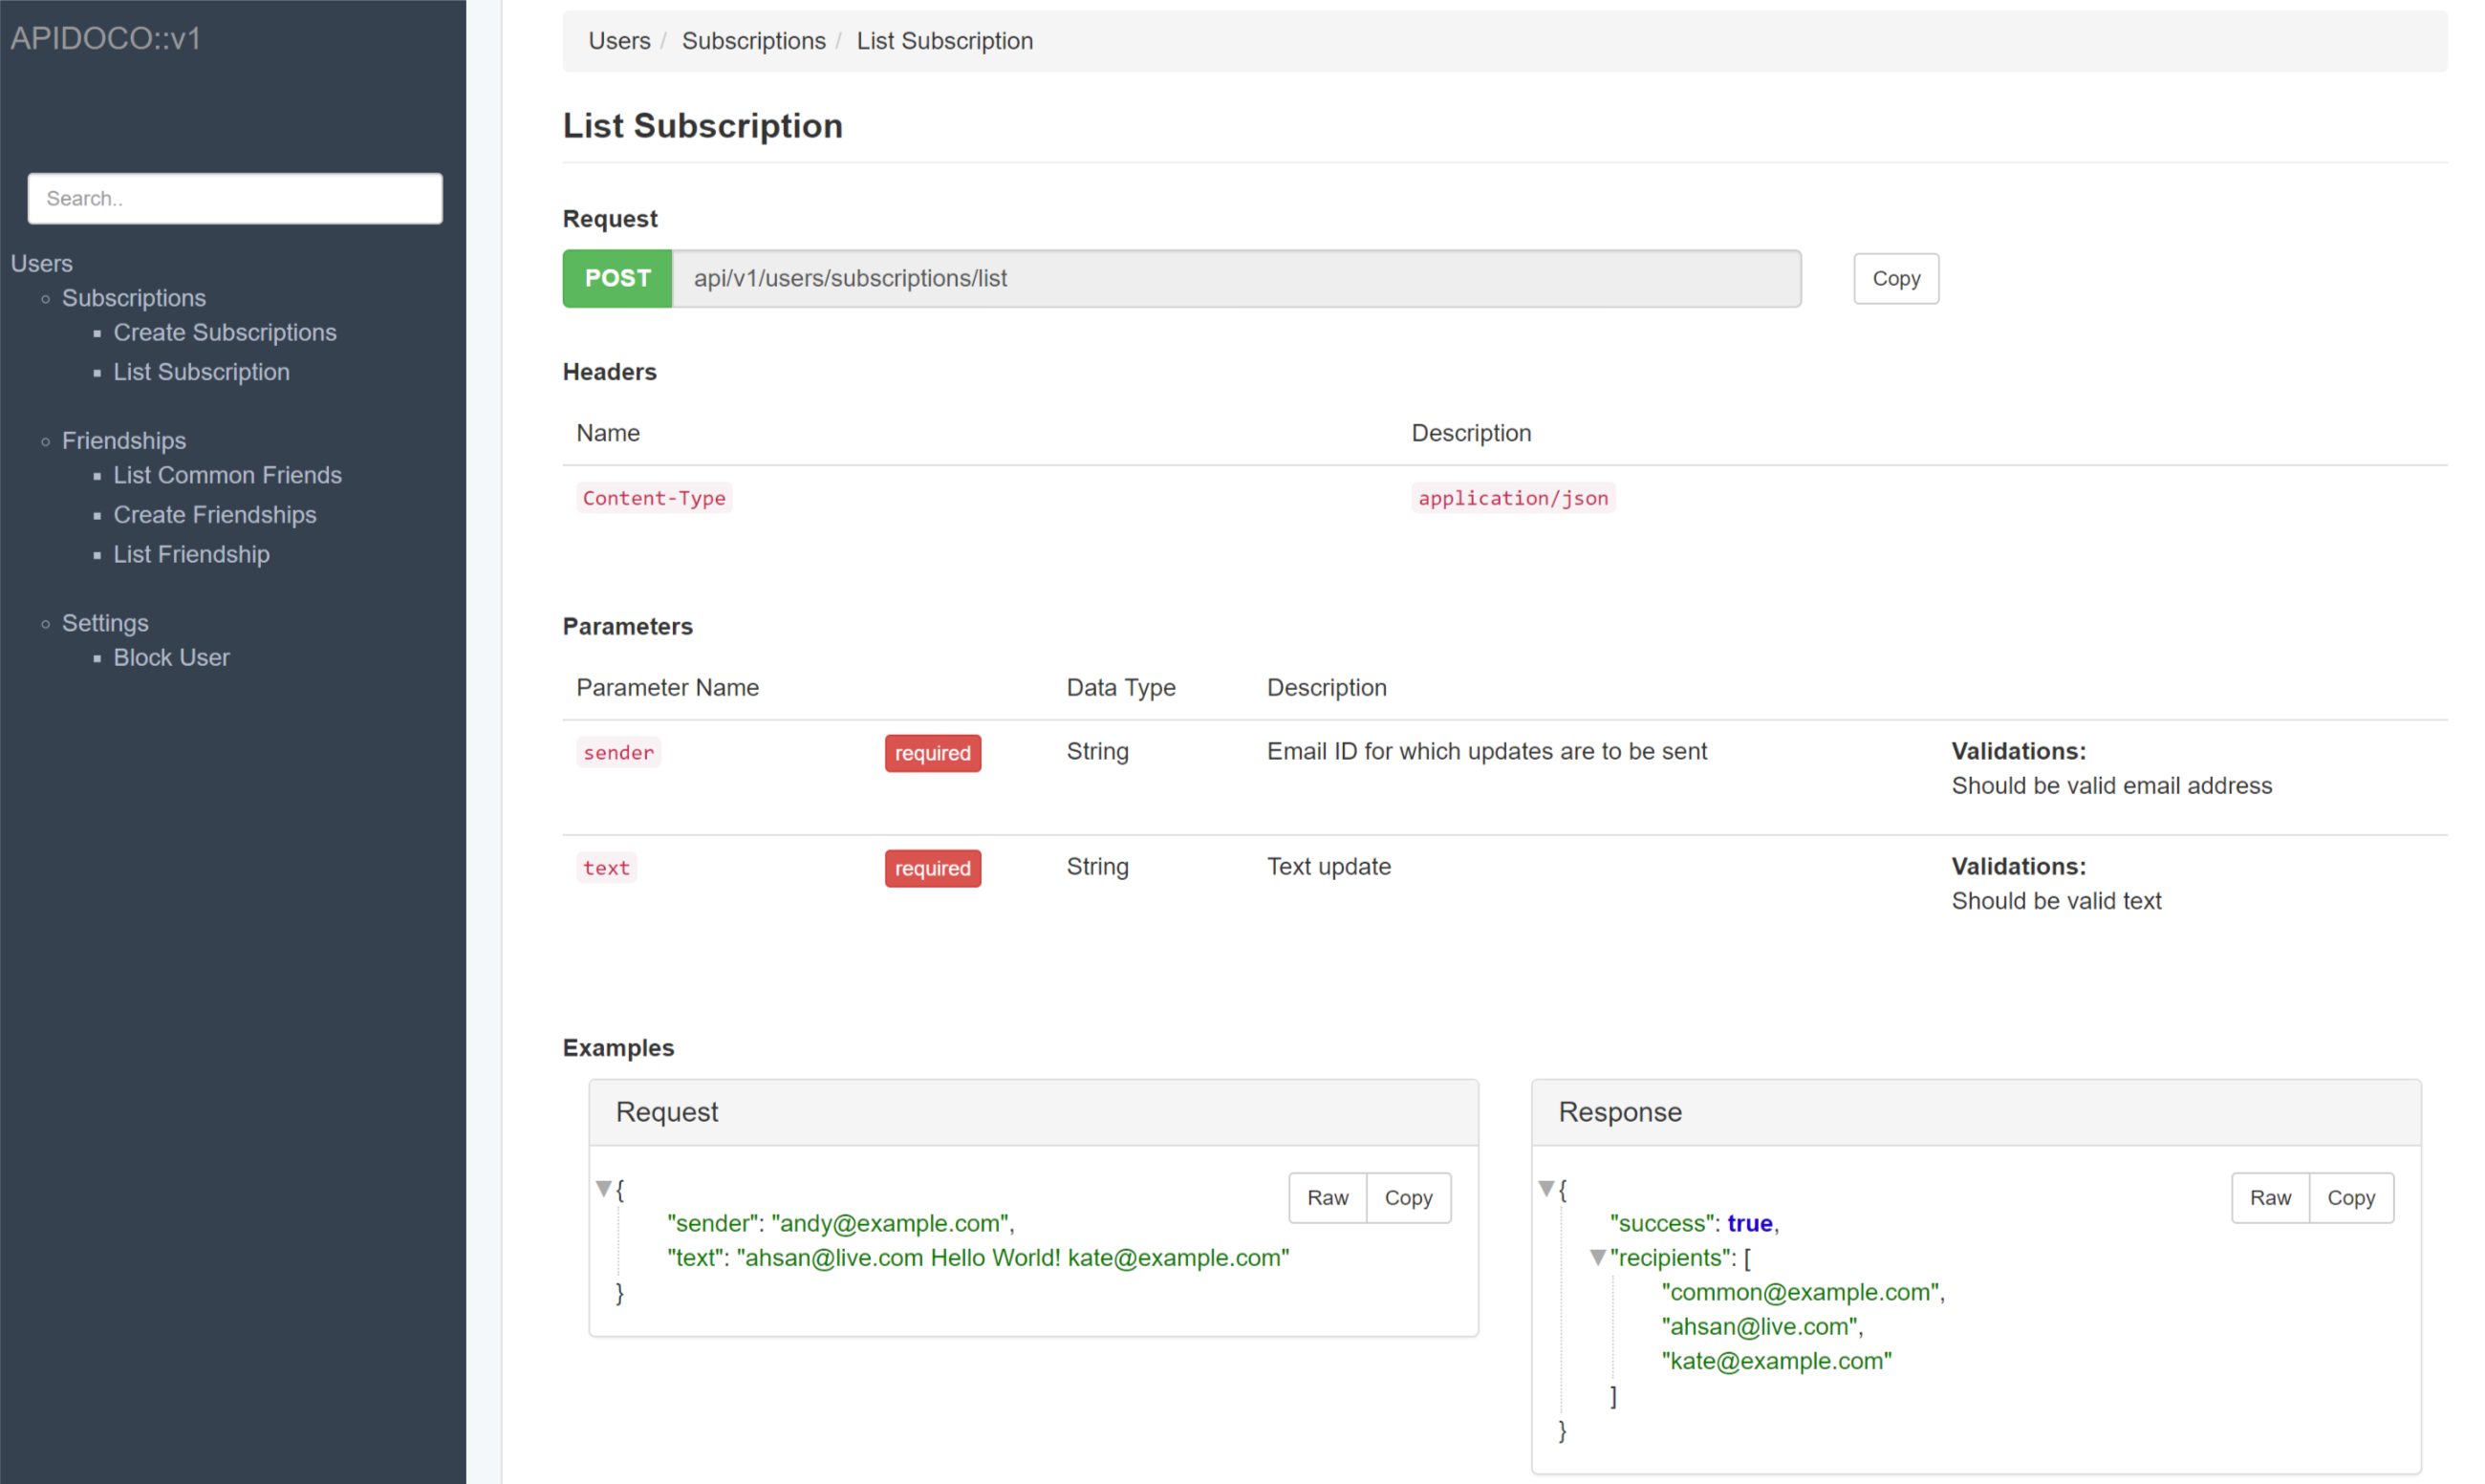 APIDOCO::v1
Search..
Users
Subscriptions
Create Subscriptions
List Subscription
Friendships
List Common Friends
Create Friendships
List Friendship
Settings
Block User
Users / Subscriptions / List Subscription
List Subscription
Request
POST api/v1/users/subscriptions/list Copy
Headers
Name Description
Content-Type application/json
Parameters
Parameter Name Data Type Description
sender required String Email ID for which updates are to be sent Validations:
Should be valid email address
text required String Text update Validations:
Should be valid text
Examples
Request
Raw Copy
{
"sender": "andy@example.com",
"text": "ahsan@live.com Hello World! kate@example.com"
}
Response
Raw Copy
{
"success": true,
"recipients": [
"common@example.com",
"ahsan@live.com",
"kate@example.com"
]
}